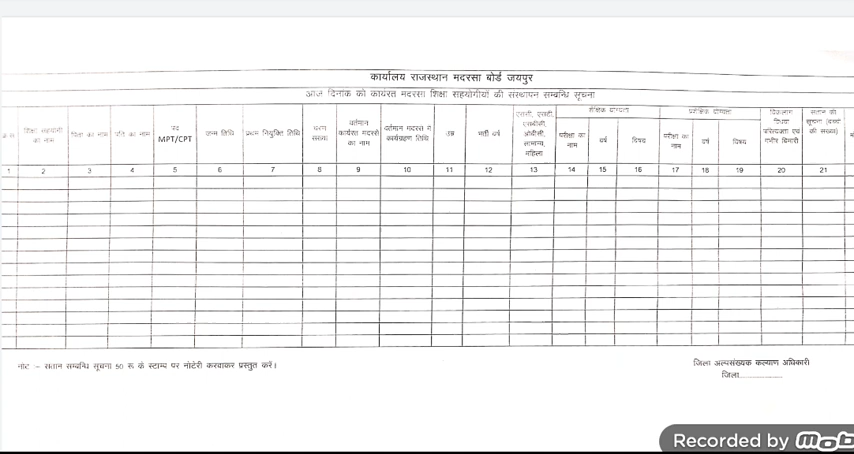 कार्यालय राजस्थान मदरसा बोर्ड जयपुर
आज दिनांक को कार्यरत मदरसा शिक्षा सहयोगीयों की संस्थापन सम्बन्धि सूचना
शैक्षिक योग्यता
शिक्षा सहयोगी का नाम
पिता का नाम
पति का नाम
पद MPT/CPT
जन्म तिथि
प्रथम नियुक्ति तिथि
वर्तमान कार्यरत मदरसे का नाम
वर्तमान मदरसे में कार्यग्रहण तिथि
उम्र
भर्ती वर्ष
एससी, एसटी, एसबीसी, ओबीसी, सामान्य, महिला
परीक्षा का नाम
वर्ष
विषय
परीक्षा का नाम
वर्ष
विषय
विकलांग विधवा परित्यक्ता एवं गंभीर बिमारी
संतान की सूचना (बच्चों की संख्या)
1 2 3 4 5 6 7 8 9 10 11 12 13 14 15 16 17 18 19 20 21
नोट :- संतान सम्बन्धि सूचना 50 रू के स्टाम्प पर नोटेरी करवाकर प्रस्तुत करें।
जिला अल्पसंख्यक कल्याण अधिकारी
जिला..............
Recorded by